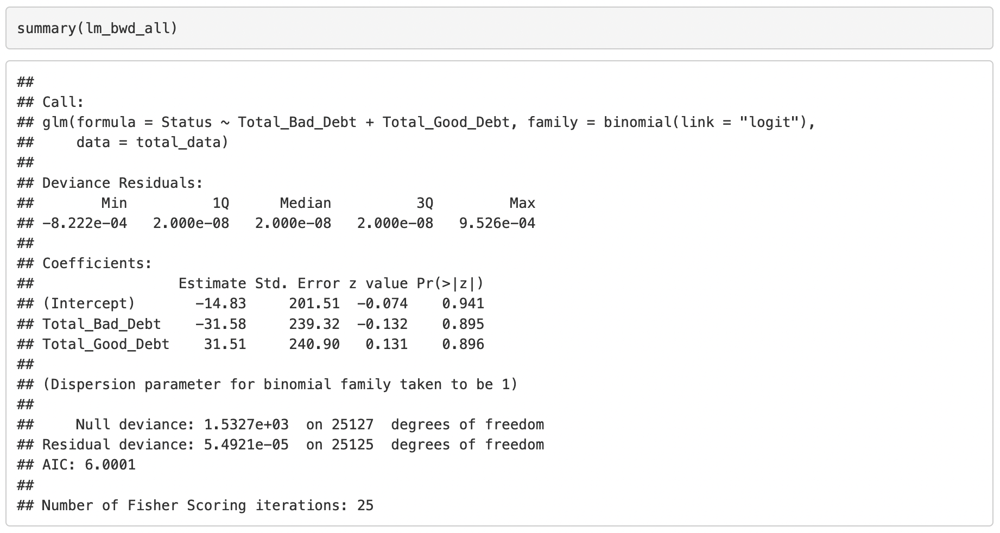 summary(lm_bwd_all)
##
## Call:
## glm(formula = Status ~ Total_Bad_Debt + Total_Good_Debt, family = binomial(link = "logit"),
##     data = total_data)
##
## Deviance Residuals:
##        Min          1Q      Median          3Q         Max
## -8.222e-04   2.000e-08   2.000e-08   2.000e-08   9.526e-04
##
## Coefficients:
##                 Estimate Std. Error z value Pr(>|z|)
## (Intercept)       -14.83     201.51  -0.074    0.941
## Total_Bad_Debt    -31.58     239.32  -0.132    0.895
## Total_Good_Debt    31.51     240.90   0.131    0.896
##
## (Dispersion parameter for binomial family taken to be 1)
##
##     Null deviance: 1.5327e+03  on 25127  degrees of freedom
## Residual deviance: 5.4921e-05  on 25125  degrees of freedom
## AIC: 6.0001
##
## Number of Fisher Scoring iterations: 25